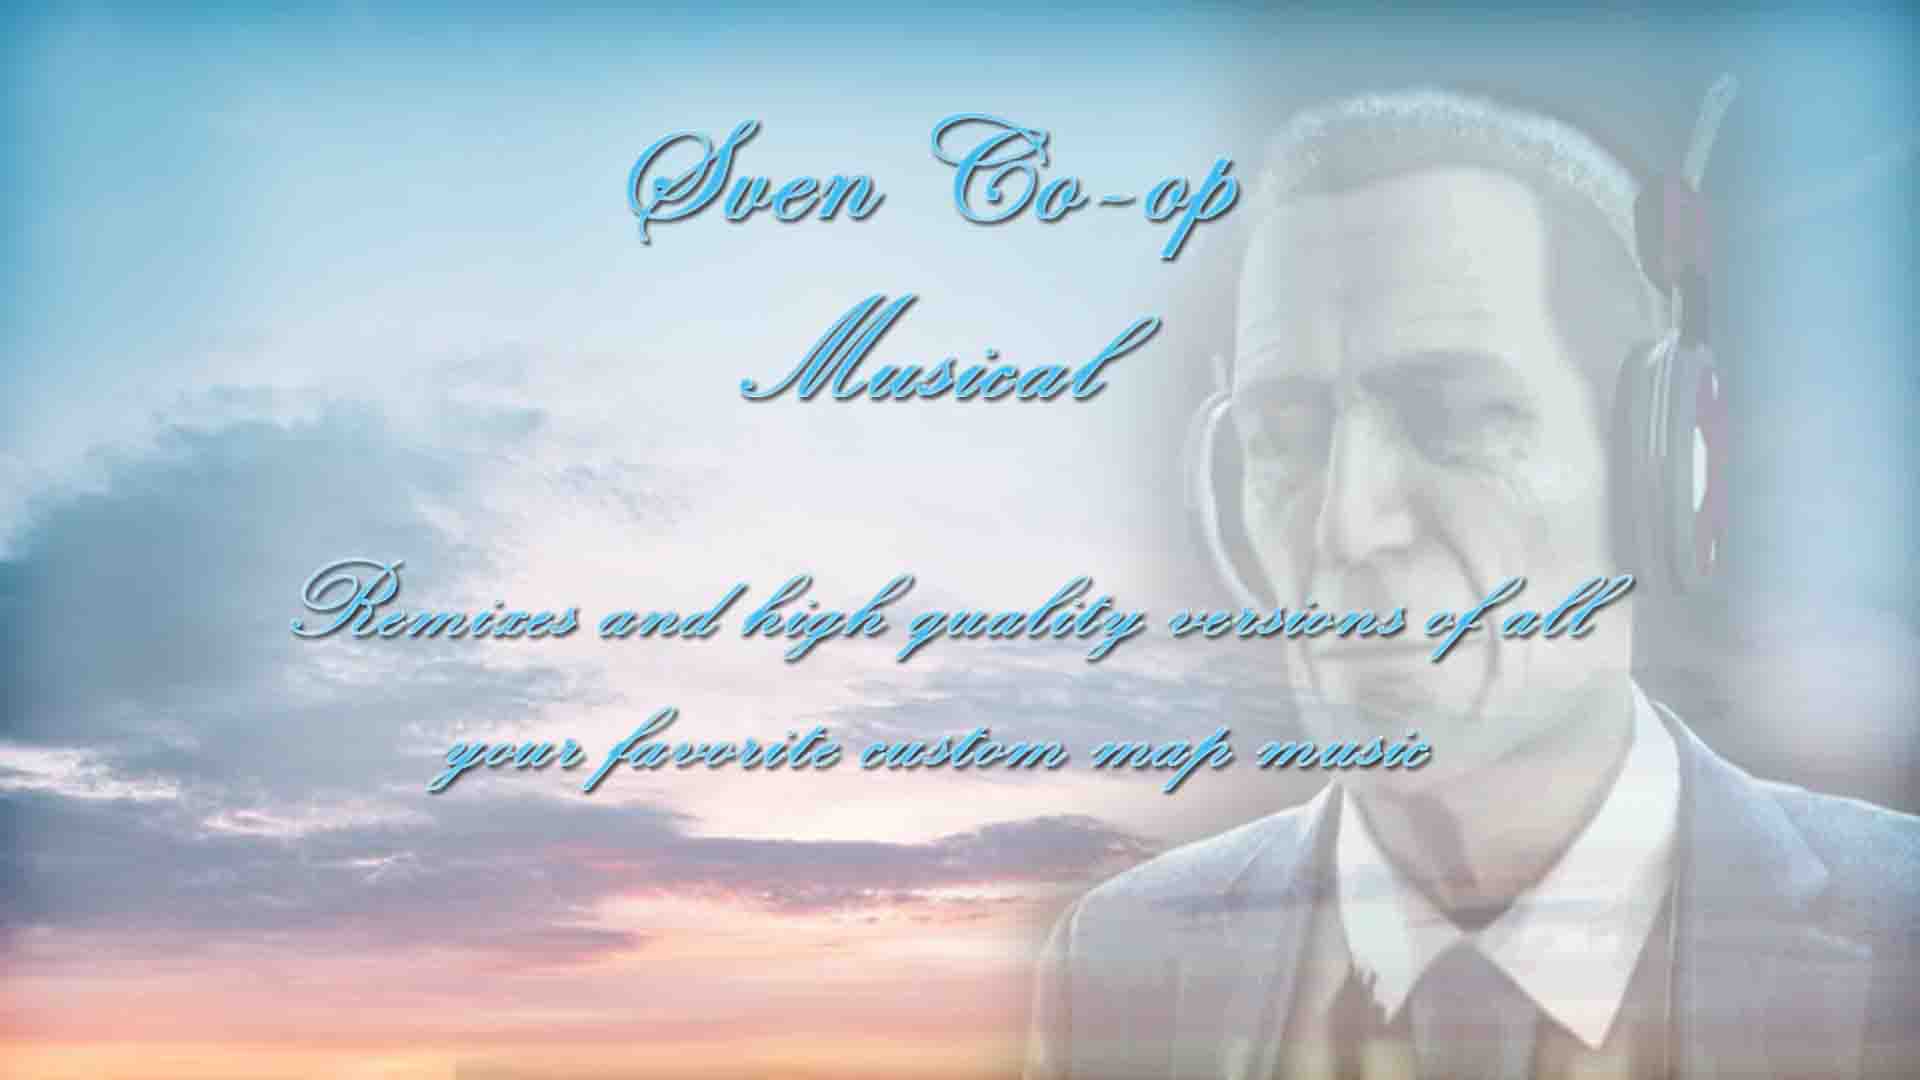 Sven Co-op
Musical
Remixes and high quality versions of all
your favorite custom map music